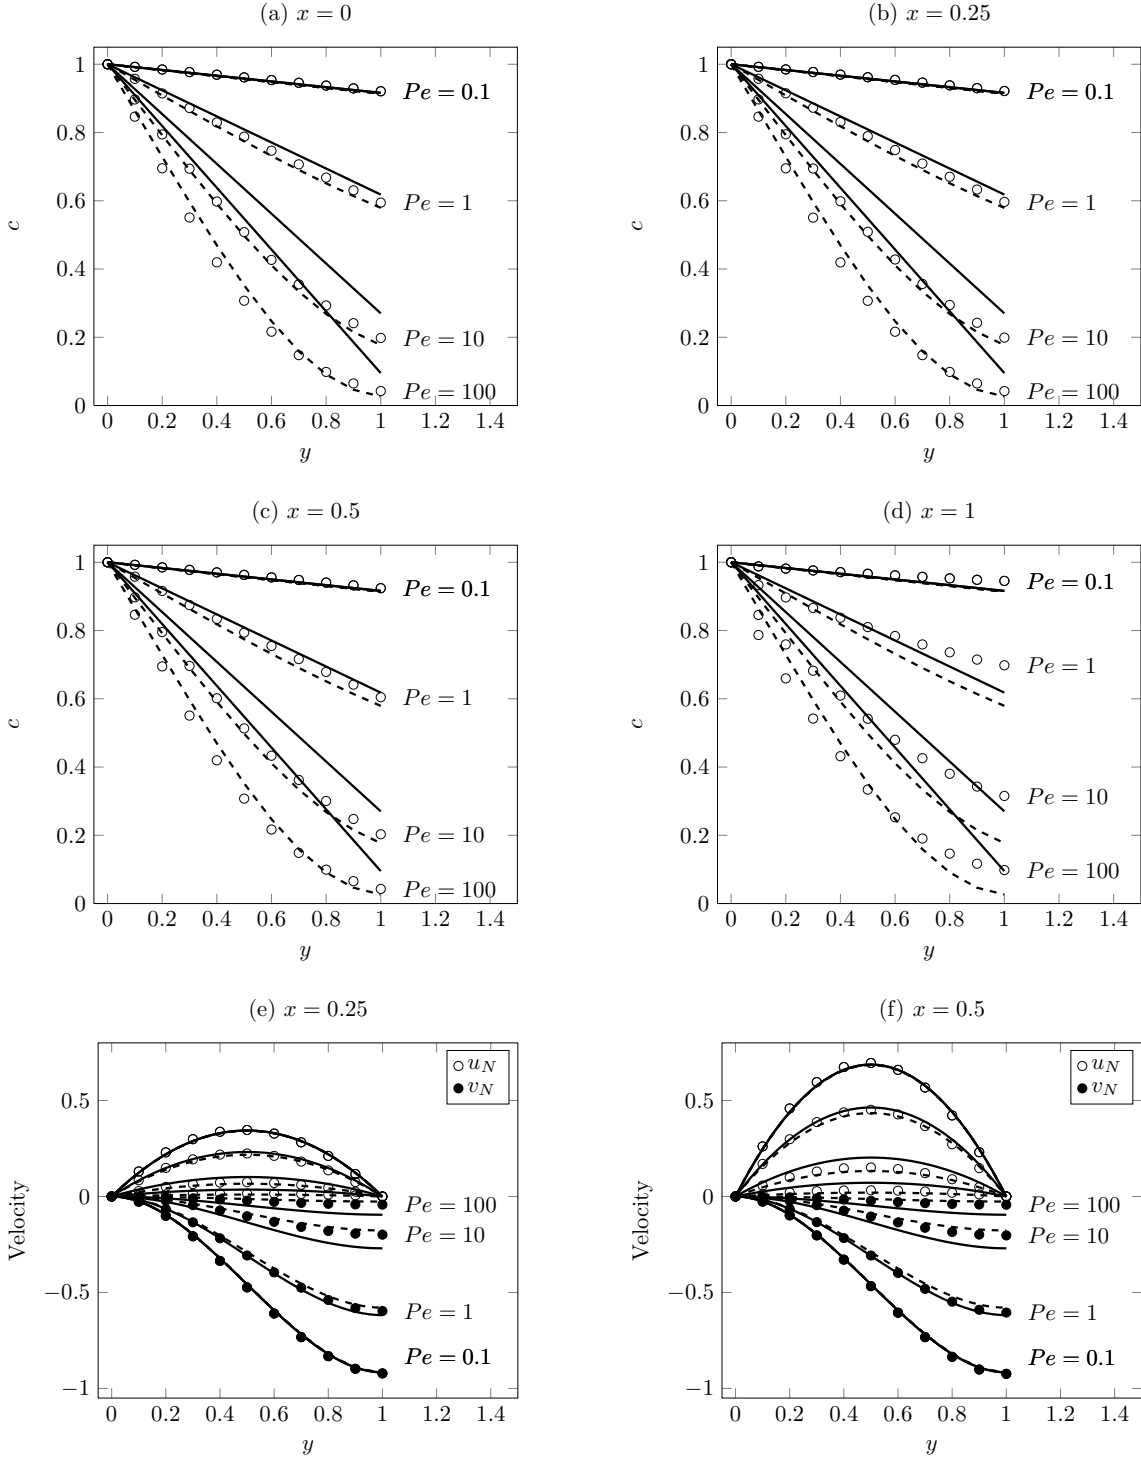 (a) x = 0
1
0.8
0.6
0.4
0.2
0
c
Pe = 0.1
Pe = 1
Pe = 10
Pe = 100
0 0.2 0.4 0.6 0.8 1 1.2 1.4
y
(b) x = 0.25
1
0.8
0.6
0.4
0.2
0
c
Pe = 0.1
Pe = 1
Pe = 10
Pe = 100
0 0.2 0.4 0.6 0.8 1 1.2 1.4
y
(c) x = 0.5
1
0.8
0.6
0.4
0.2
0
c
Pe = 0.1
Pe = 1
Pe = 10
Pe = 100
0 0.2 0.4 0.6 0.8 1 1.2 1.4
y
(d) x = 1
1
0.8
0.6
0.4
0.2
0
c
Pe = 0.1
Pe = 1
Pe = 10
Pe = 100
0 0.2 0.4 0.6 0.8 1 1.2 1.4
y
(e) x = 0.25
u_N
v_N
0.5
0
−0.5
−1
Velocity
Pe = 100
Pe = 10
Pe = 1
Pe = 0.1
0 0.2 0.4 0.6 0.8 1 1.2 1.4
y
(f) x = 0.5
u_N
v_N
0.5
0
−0.5
−1
Velocity
Pe = 100
Pe = 10
Pe = 1
Pe = 0.1
0 0.2 0.4 0.6 0.8 1 1.2 1.4
y